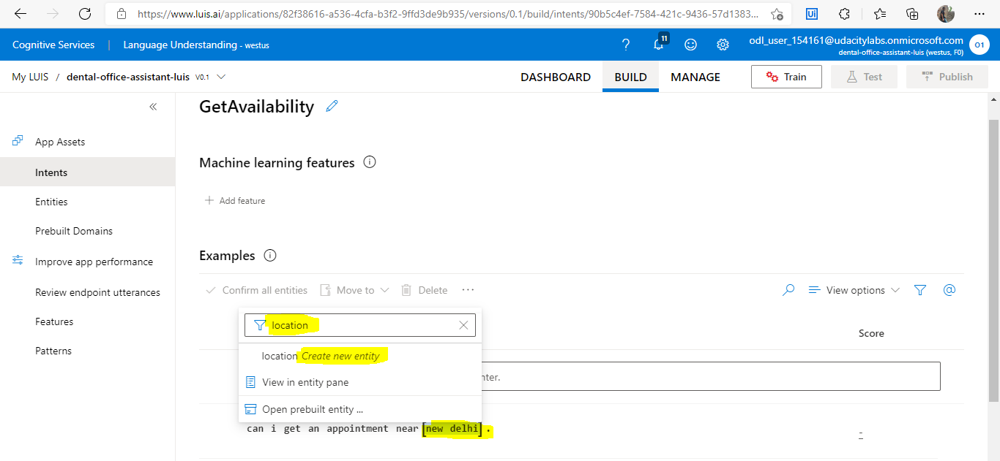 https://www.luis.ai/applications/82f38616-a536-4cfa-b3f2-9ffd3de9b935/versions/0.1/build/intents/90b5c4ef-7584-421c-9436-57d1383...
Ui
Cognitive Services | Language Understanding - westus
?
11
odl_user_154161@udacitylabs.onmicrosoft.com
dental-office-assistant-luis (westus, F0)
O1
My LUIS / dental-office-assistant-luis V0.1
DASHBOARD
BUILD
MANAGE
Train
Test
Publish
App Assets
Intents
Entities
Prebuilt Domains
Improve app performance
Review endpoint utterances
Features
Patterns
GetAvailability
Machine learning features
+ Add feature
Examples
Confirm all entities
Move to
Delete
...
View options
@
location
location Create new entity
View in entity pane
Open prebuilt entity ...
Score
nter.
can i get an appointment near [new delhi] .
-